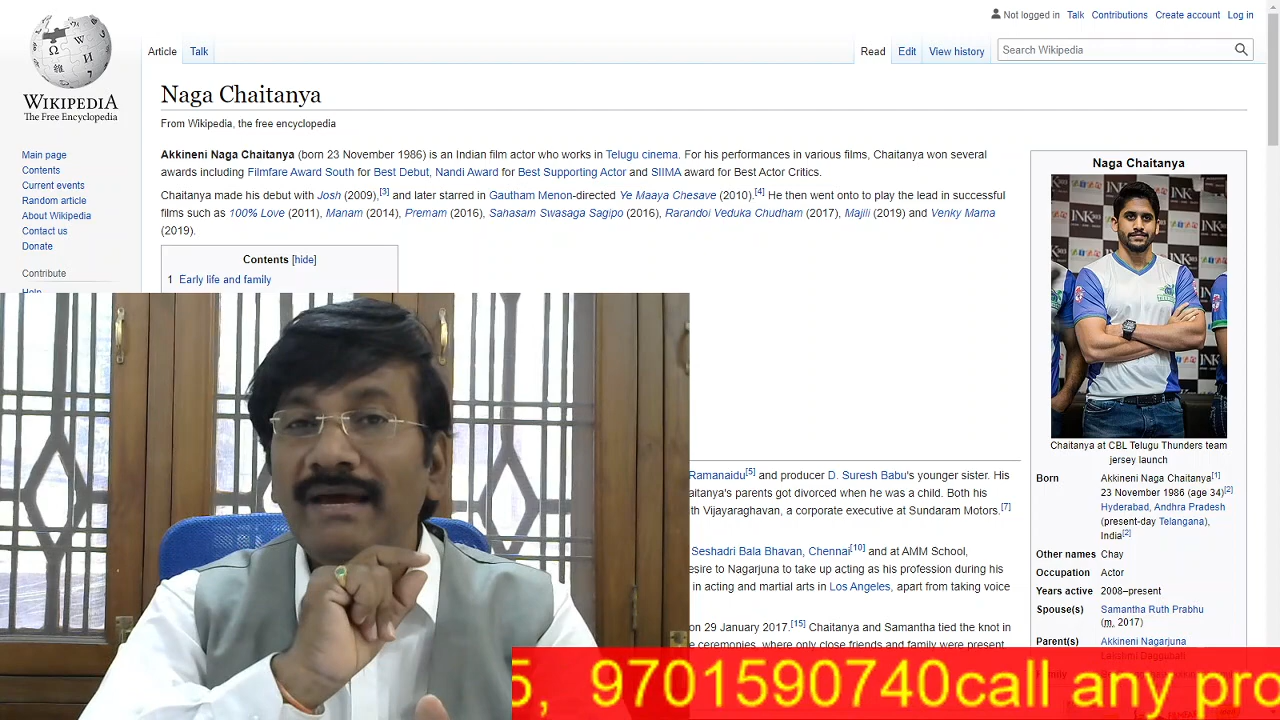 Not logged in Talk Contributions Create account Log in
Article Talk
Read Edit View history Search Wikipedia
WIKIPEDIA
The Free Encyclopedia
Main page
Contents
Current events
Random article
About Wikipedia
Contact us
Donate
Contribute
Help
Naga Chaitanya
From Wikipedia, the free encyclopedia
Akkineni Naga Chaitanya (born 23 November 1986) is an Indian film actor who works in Telugu cinema. For his performances in various films, Chaitanya won several
awards including Filmfare Award South for Best Debut, Nandi Award for Best Supporting Actor and SIIMA award for Best Actor Critics.
Chaitanya made his debut with Josh (2009),[3] and later starred in Gautham Menon-directed Ye Maaya Chesave (2010).[4] He then went onto to play the lead in successful
films such as 100% Love (2011), Manam (2014), Premam (2016), Sahasam Swasaga Sagipo (2016), Rarandoi Veduka Chudham (2017), Majili (2019) and Venky Mama
(2019).
Contents [hide]
1 Early life and family
Ramanaidu[5] and producer D. Suresh Babu's younger sister. His
aitanya's parents got divorced when he was a child. Both his
h Vijayaraghavan, a corporate executive at Sundaram Motors.[7]
Seshadri Bala Bhavan, Chennai[10] and at AMM School,
esire to Nagarjuna to take up acting as his profession during his
in acting and martial arts in Los Angeles, apart from taking voice
on 29 January 2017.[15] Chaitanya and Samantha tied the knot in
e ceremonies, where only close friends and family were present
Naga Chaitanya
INK
INK
Chaitanya at CBL Telugu Thunders team
jersey launch
Born Akkineni Naga Chaitanya[1]
23 November 1986 (age 34)[2]
Hyderabad, Andhra Pradesh
(present-day Telangana),
India[2]
Other names Chay
Occupation Actor
Years active 2008–present
Spouse(s) Samantha Ruth Prabhu
(m. 2017)
Parent(s) Akkineni Nagarjuna
Lakshmi Daggubati
5, 9701590740call any pro